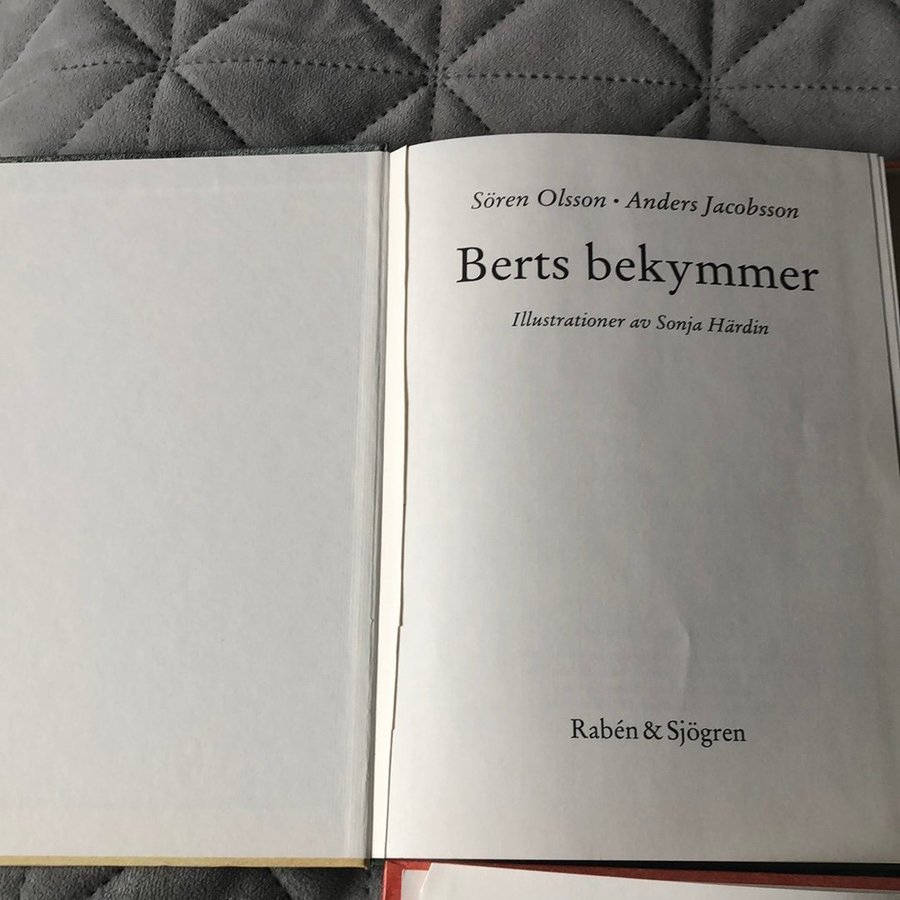 Sören Olsson · Anders Jacobsson
Berts bekymmer
Illustrationer av Sonja Härdin
Rabén & Sjögren